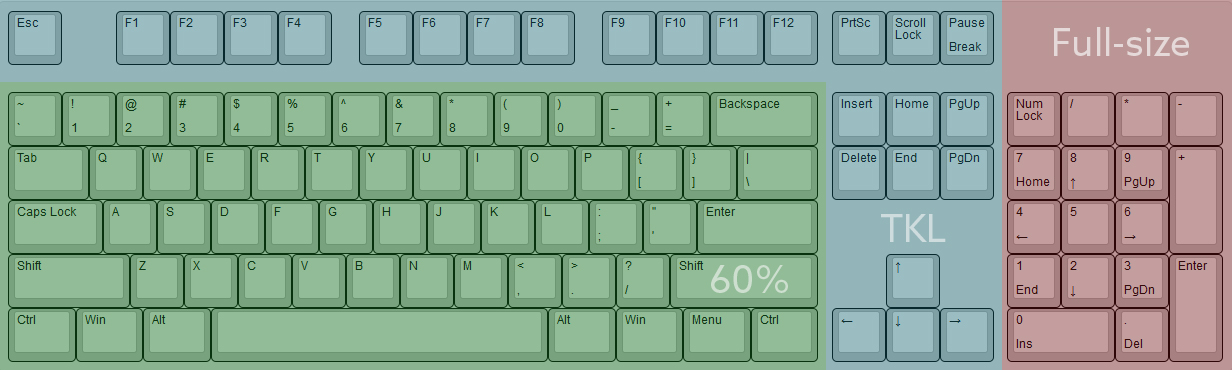 Esc F1 F2 F3 F4 F5 F6 F7 F8 F9 F10 F11 F12 PrtSc Scroll Lock Pause Break
Full-size
~ ` ! 1 @ 2 # 3 $ 4 % 5 ^ 6 & 7 * 8 ( 9 ) 0 _ - + = Backspace Insert Home PgUp Num Lock / * -
Tab Q W E R T Y U I O P { [ } ] | \ Delete End PgDn 7 Home 8 ↑ 9 PgUp +
Caps Lock A S D F G H J K L : ; " ' Enter 4 ← 5 6 →
TKL
Shift Z X C V B N M < , > . ? / Shift ↑ 1 End 2 ↓ 3 PgDn Enter
60%
Ctrl Win Alt Alt Win Menu Ctrl ← ↓ → 0 Ins . Del